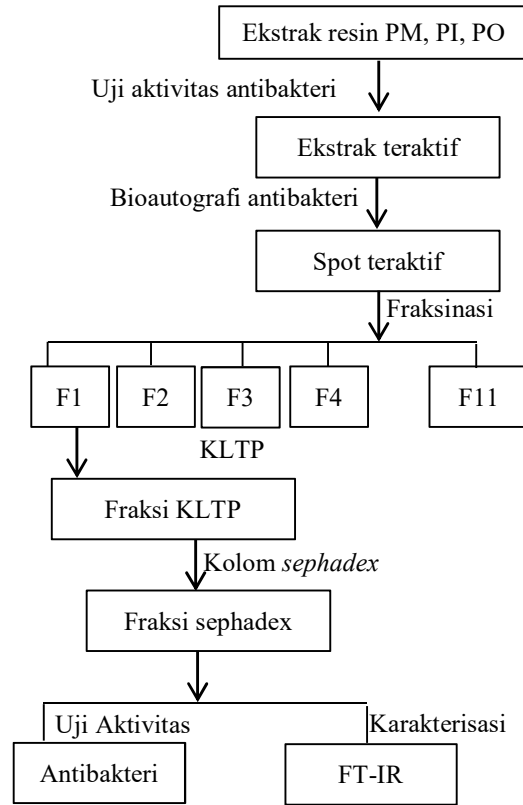 Ekstrak resin PM, PI, PO
Uji aktivitas antibakteri
Ekstrak teraktif
Bioautografi antibakteri
Spot teraktif
Fraksinasi
F1
F2
F3
F4
F11
KLTP
Fraksi KLTP
Kolom sephadex
Fraksi sephadex
Uji Aktivitas
Karakterisasi
Antibakteri
FT-IR